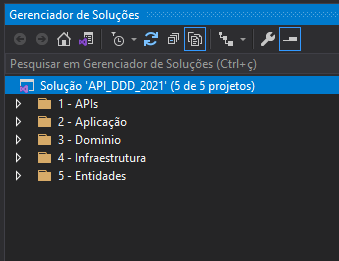 Gerenciador de Soluções
Pesquisar em Gerenciador de Soluções (Ctrl+ç)
Solução 'API_DDD_2021' (5 de 5 projetos)
1 - APIs
2 - Aplicação
3 - Dominio
4 - Infraestrutura
5 - Entidades